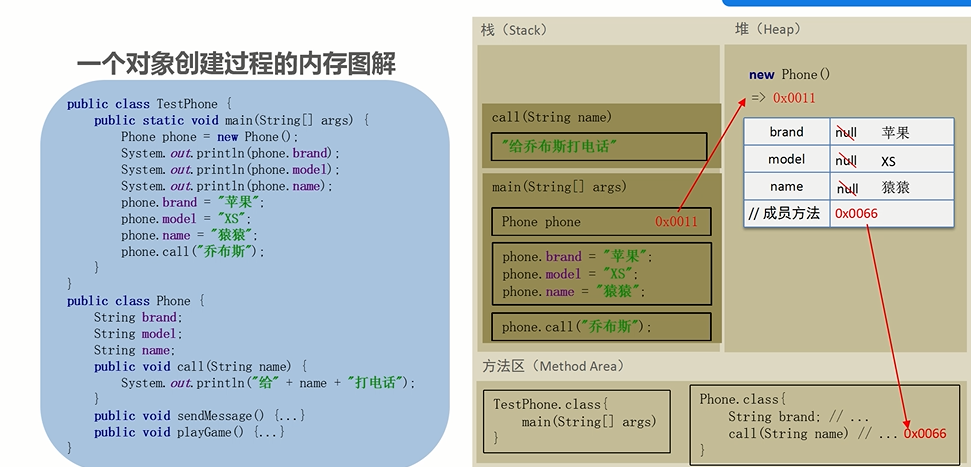 一个对象创建过程的内存图解
public class TestPhone {
public static void main(String[] args) {
Phone phone = new Phone();
System.out.println(phone.brand);
System.out.println(phone.model);
System.out.println(phone.name);
phone.brand = "苹果";
phone.model = "XS";
phone.name = "猿猿";
phone.call("乔布斯");
}
}
public class Phone {
String brand;
String model;
String name;
public void call(String name) {
System.out.println("给" + name + "打电话");
}
public void sendMessage() {...}
public void playGame() {...}
}
栈（Stack）
call(String name)
"给乔布斯打电话"
main(String[] args)
Phone phone 0x0011
phone.brand = "苹果";
phone.model = "XS";
phone.name = "猿猿";
phone.call("乔布斯");
堆（Heap）
new Phone()
=> 0x0011
brand null 苹果
model null XS
name null 猿猿
// 成员方法 0x0066
方法区（Method Area）
TestPhone.class{
main(String[] args)
}
Phone.class{
String brand; // ...
call(String name) // ... 0x0066
}